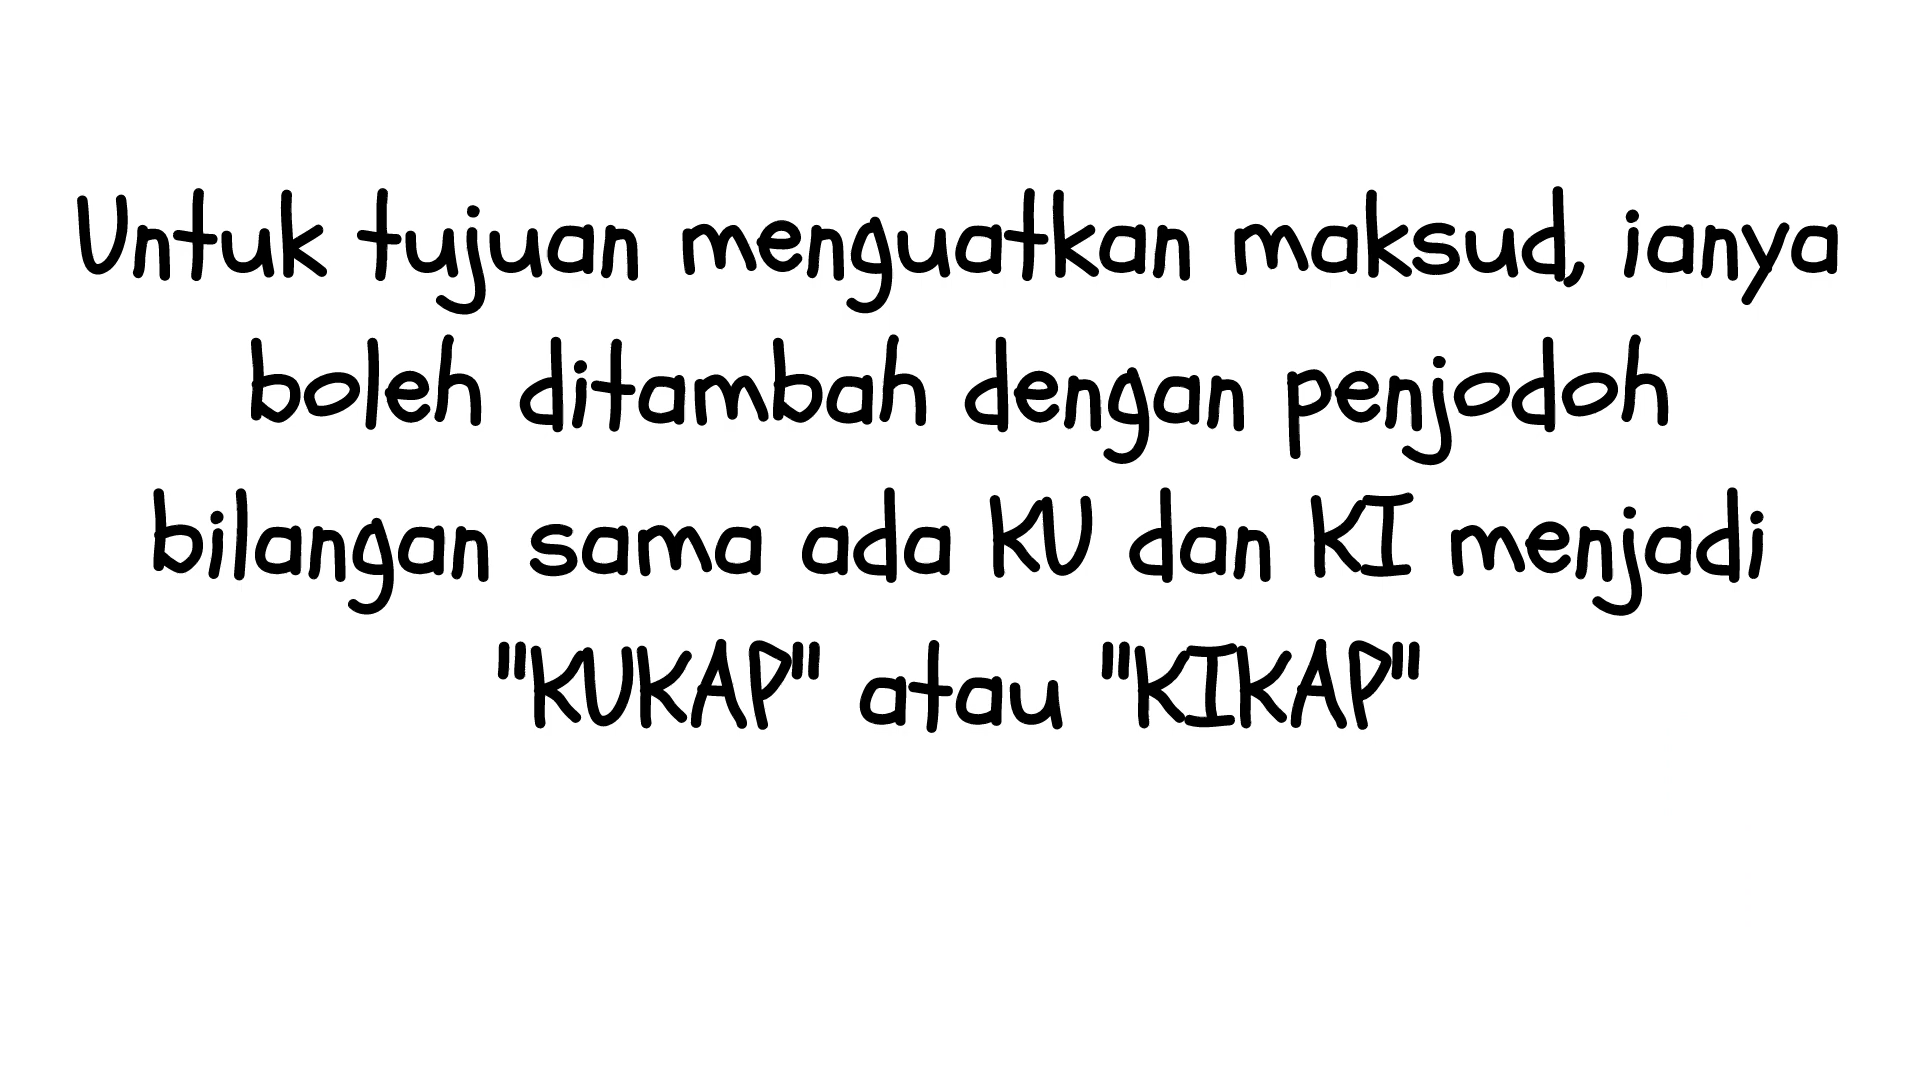 Untuk tujuan menguatkan maksud, ianya
boleh ditambah dengan penjodoh
bilangan sama ada KU dan KI menjadi
"KUKAP" atau "KIKAP"